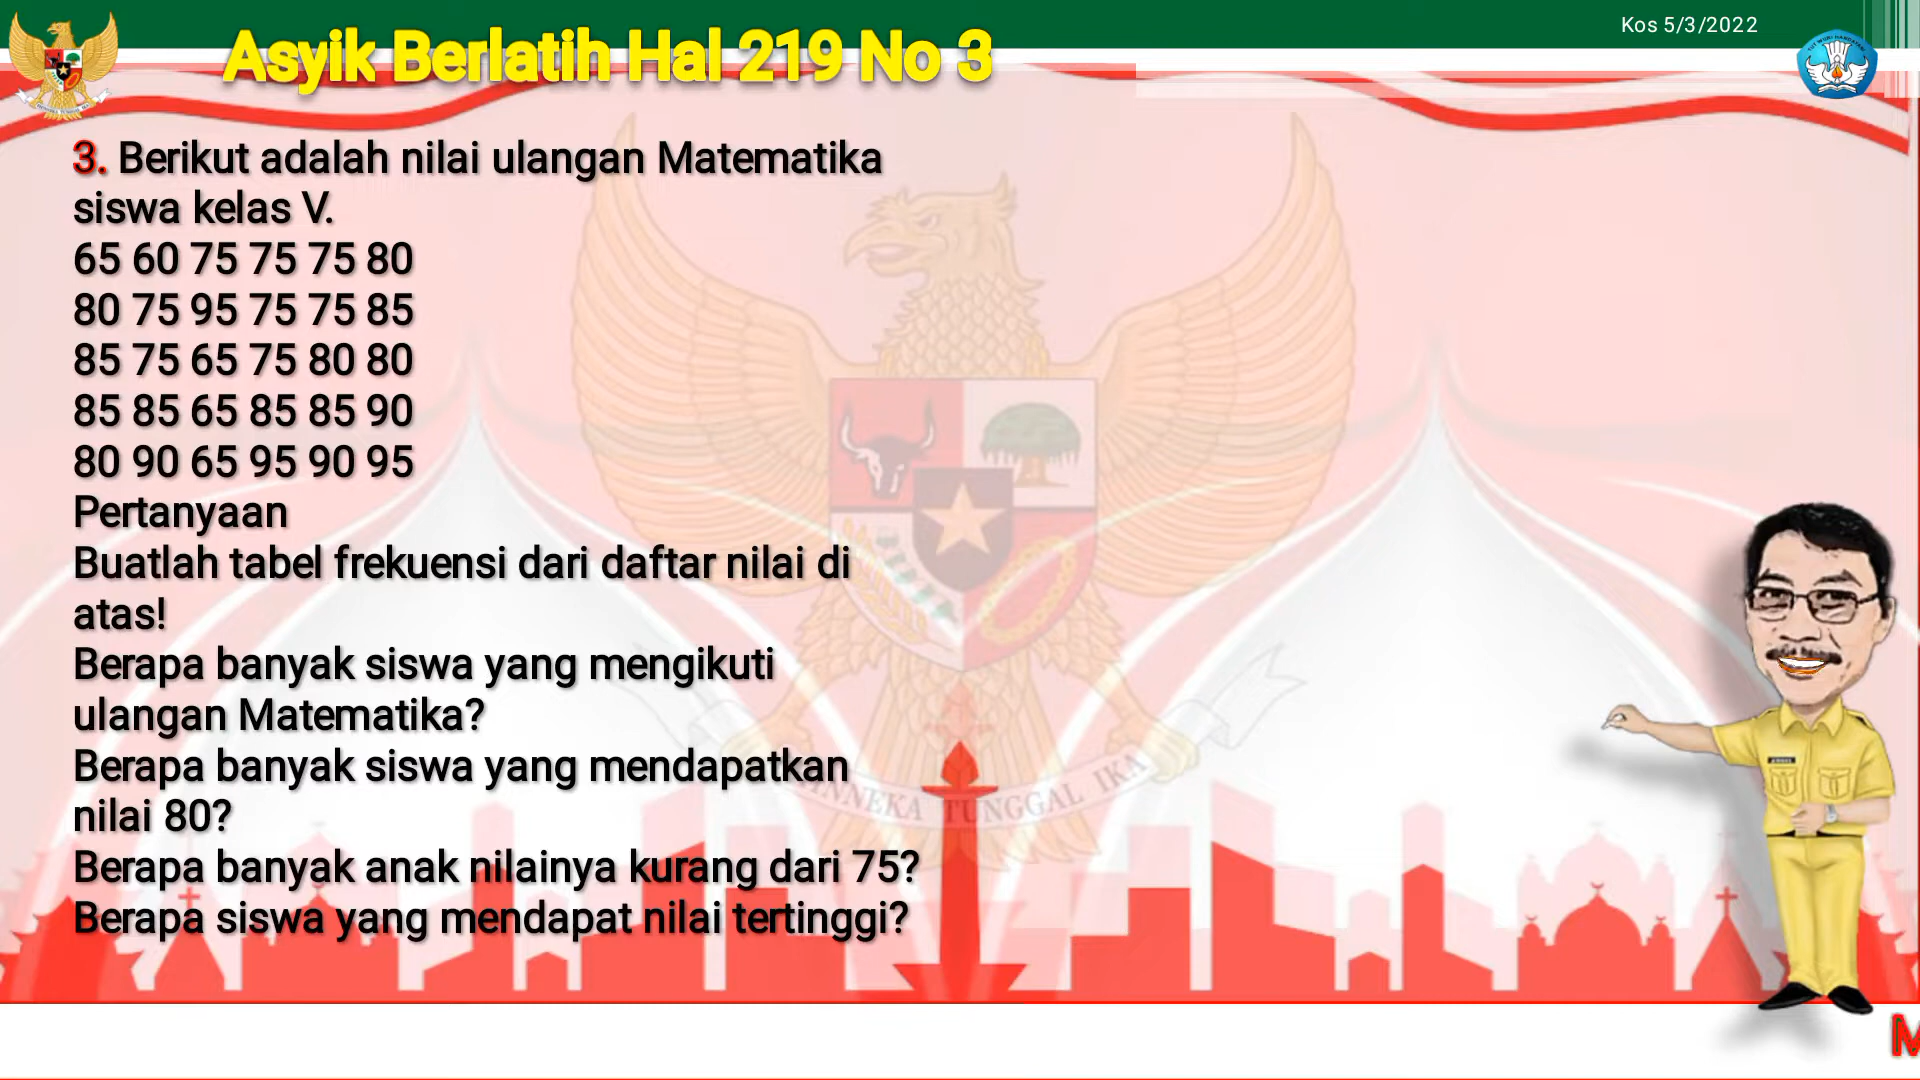 Kos 5/3/2022
Asyik Berlatih Hal 219 No 3
3. Berikut adalah nilai ulangan Matematika
siswa kelas V.
65 60 75 75 75 80
80 75 95 75 75 85
85 75 65 75 80 80
85 85 65 85 85 90
80 90 65 95 90 95
Pertanyaan
Buatlah tabel frekuensi dari daftar nilai di
atas!
Berapa banyak siswa yang mengikuti
ulangan Matematika?
Berapa banyak siswa yang mendapatkan
nilai 80?
Berapa banyak anak nilainya kurang dari 75?
Berapa siswa yang mendapat nilai tertinggi?
TUNGGAL IKA
M